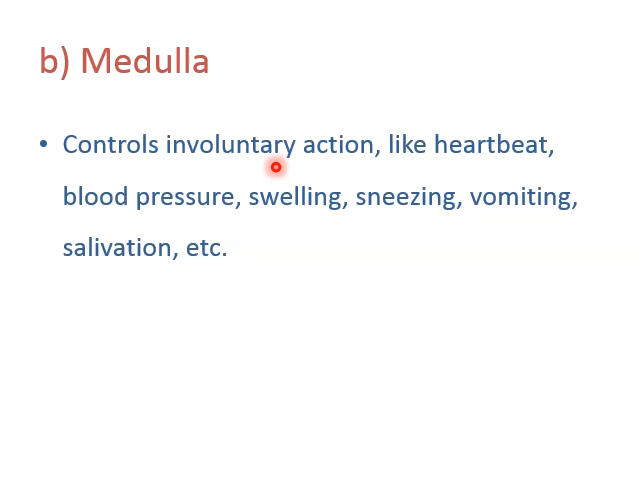 b) Medulla
• Controls involuntary action, like heartbeat,
blood pressure, swelling, sneezing, vomiting,
salivation, etc.